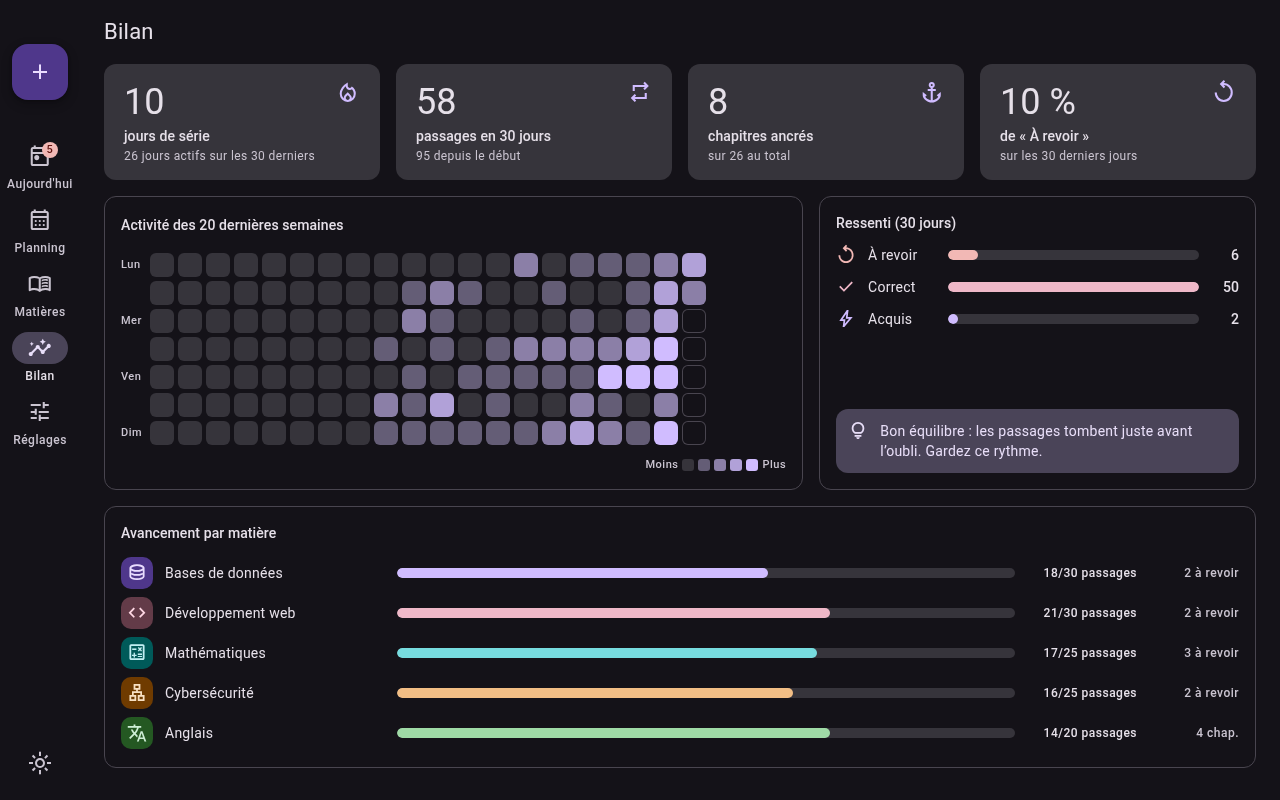 Bilan
10
jours de série
26 jours actifs sur les 30 derniers
58
passages en 30 jours
95 depuis le début
8
chapitres ancrés
sur 26 au total
10 %
de « À revoir »
sur les 30 derniers jours
5
Aujourd'hui
Planning
Matières
Bilan
Réglages
Activité des 20 dernières semaines
Lun
Mer
Ven
Dim
Moins Plus
Ressenti (30 jours)
À revoir 6
Correct 50
Acquis 2
Bon équilibre : les passages tombent juste avant
l’oubli. Gardez ce rythme.
Avancement par matière
Bases de données 18/30 passages 2 à revoir
Développement web 21/30 passages 2 à revoir
Mathématiques 17/25 passages 3 à revoir
Cybersécurité 16/25 passages 2 à revoir
Anglais 14/20 passages 4 chap.